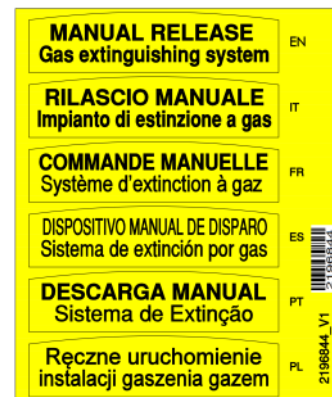 MANUAL RELEASE
Gas extinguishing system
EN
RILASCIO MANUALE
Impianto di estinzione a gas
IT
COMMANDE MANUELLE
Système d'extinction à gaz
FR
DISPOSITIVO MANUAL DE DISPARO
Sistema de extinción por gas
ES
DESCARGA MANUAL
Sistema de Extinção
PT
Ręczne uruchomienie
instalacji gaszenia gazem
PL
2196844
2196844_V1